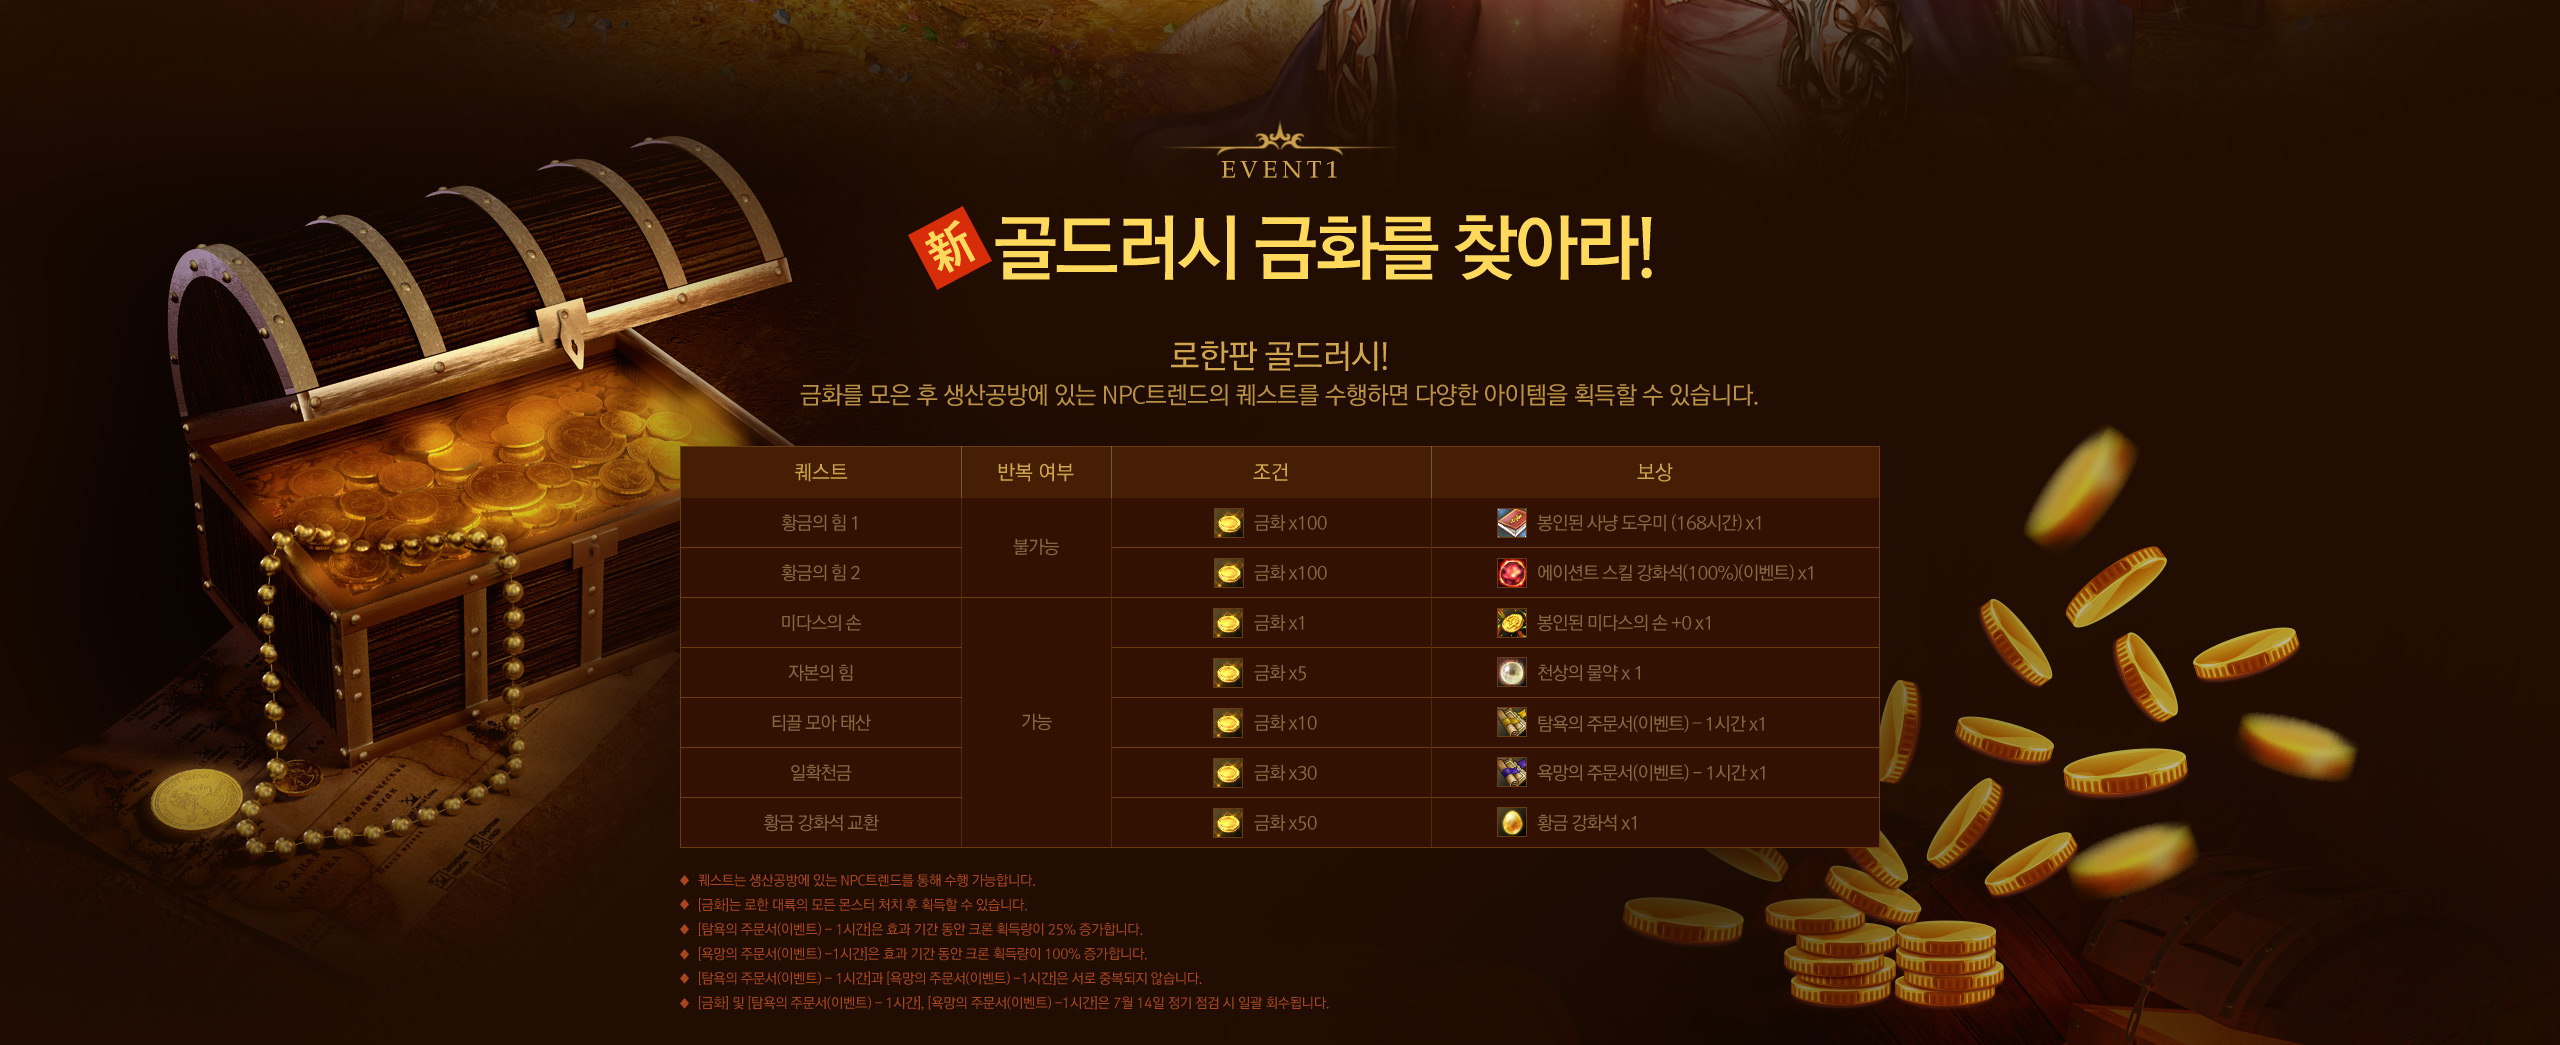 EVENT1
新 골드러시 금화를 찾아라!
로한판 골드러시!
금화를 모은 후 생산공방에 있는 NPC트렌드의 퀘스트를 수행하면 다양한 아이템을 획득할 수 있습니다.
퀘스트 반복 여부 조건 보상
황금의 힘 1 금화 x100 봉인된 사냥 도우미 (168시간) x1
불가능
황금의 힘 2 금화 x100 에이션트 스킬 강화석(100%)(이벤트) x1
미다스의 손 금화 x1 봉인된 미다스의 손 +0 x1
자본의 힘 금화 x5 천상의 물약 x 1
티끌 모아 태산 가능 금화 x10 탐욕의 주문서(이벤트) – 1시간 x1
일확천금 금화 x30 욕망의 주문서(이벤트) – 1시간 x1
황금 강화석 교환 금화 x50 황금 강화석 x1
♦ 퀘스트는 생산공방에 있는 NPC트렌드를 통해 수행 가능합니다.
♦ [금화]는 로한 대륙의 모든 몬스터 처치 후 획득할 수 있습니다.
♦ [탐욕의 주문서(이벤트) – 1시간]은 효과 기간 동안 크론 획득량이 25% 증가합니다.
♦ [욕망의 주문서(이벤트) –1시간]은 효과 기간 동안 크론 획득량이 100% 증가합니다.
♦ [탐욕의 주문서(이벤트) – 1시간]과 [욕망의 주문서(이벤트) –1시간]은 서로 중복되지 않습니다.
♦ [금화] 및 [탐욕의 주문서(이벤트) – 1시간], [욕망의 주문서(이벤트) –1시간]은 7월 14일 정기 점검 시 일괄 회수됩니다.